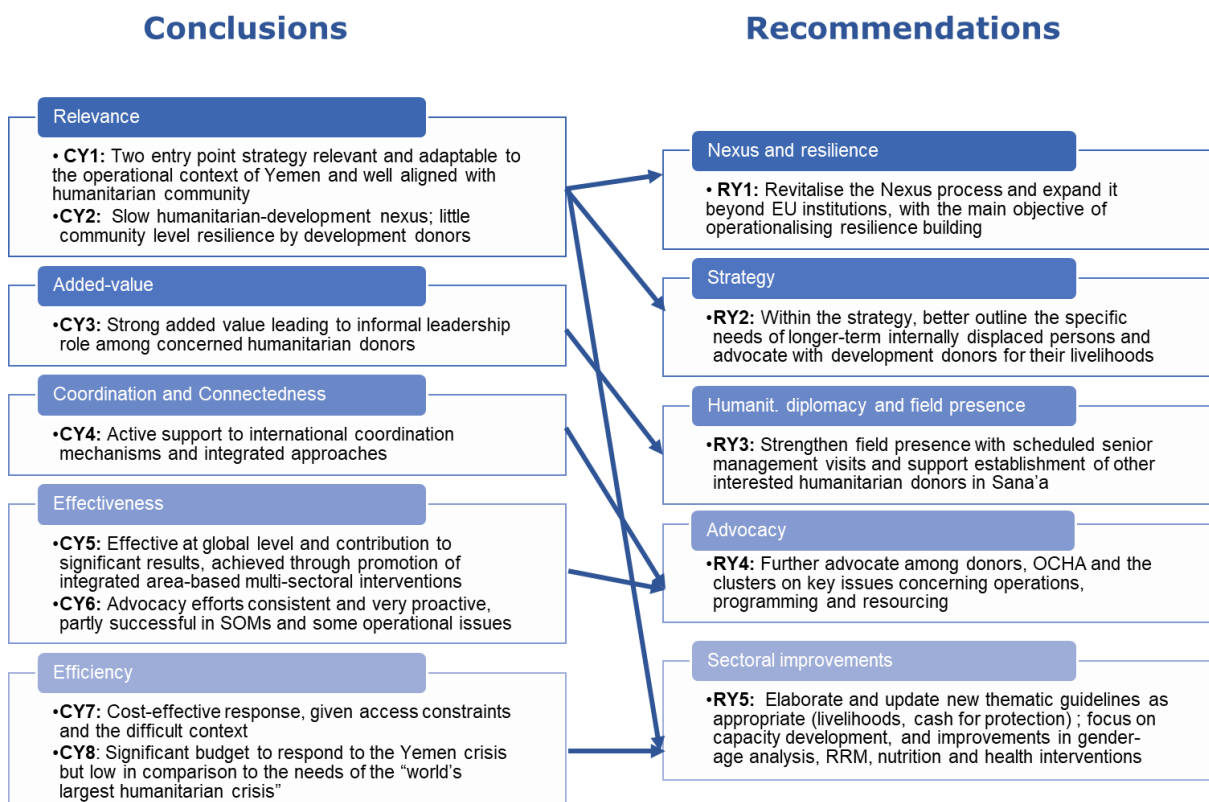 Conclusions
Recommendations
Relevance
• CY1: Two entry point strategy relevant and adaptable to
the operational context of Yemen and well aligned with
humanitarian community
•CY2: Slow humanitarian-development nexus; little
community level resilience by development donors
Added-value
•CY3: Strong added value leading to informal leadership
role among concerned humanitarian donors
Coordination and Connectedness
•CY4: Active support to international coordination
mechanisms and integrated approaches
Effectiveness
•CY5: Effective at global level and contribution to
significant results, achieved through promotion of
integrated area-based multi-sectoral interventions
•CY6: Advocacy efforts consistent and very proactive,
partly successful in SOMs and some operational issues
Efficiency
•CY7: Cost-effective response, given access constraints
and the difficult context
•CY8: Significant budget to respond to the Yemen crisis
but low in comparison to the needs of the “world’s
largest humanitarian crisis”
Nexus and resilience
• RY1: Revitalise the Nexus process and expand it
beyond EU institutions, with the main objective of
operationalising resilience building
Strategy
•RY2: Within the strategy, better outline the specific
needs of longer-term internally displaced persons and
advocate with development donors for their livelihoods
Humanit. diplomacy and field presence
•RY3: Strengthen field presence with scheduled senior
management visits and support establishment of other
interested humanitarian donors in Sana’a
Advocacy
•RY4: Further advocate among donors, OCHA and the
clusters on key issues concerning operations,
programming and resourcing
Sectoral improvements
•RY5: Elaborate and update new thematic guidelines as
appropriate (livelihoods, cash for protection) ; focus on
capacity development, and improvements in gender-
age analysis, RRM, nutrition and health interventions